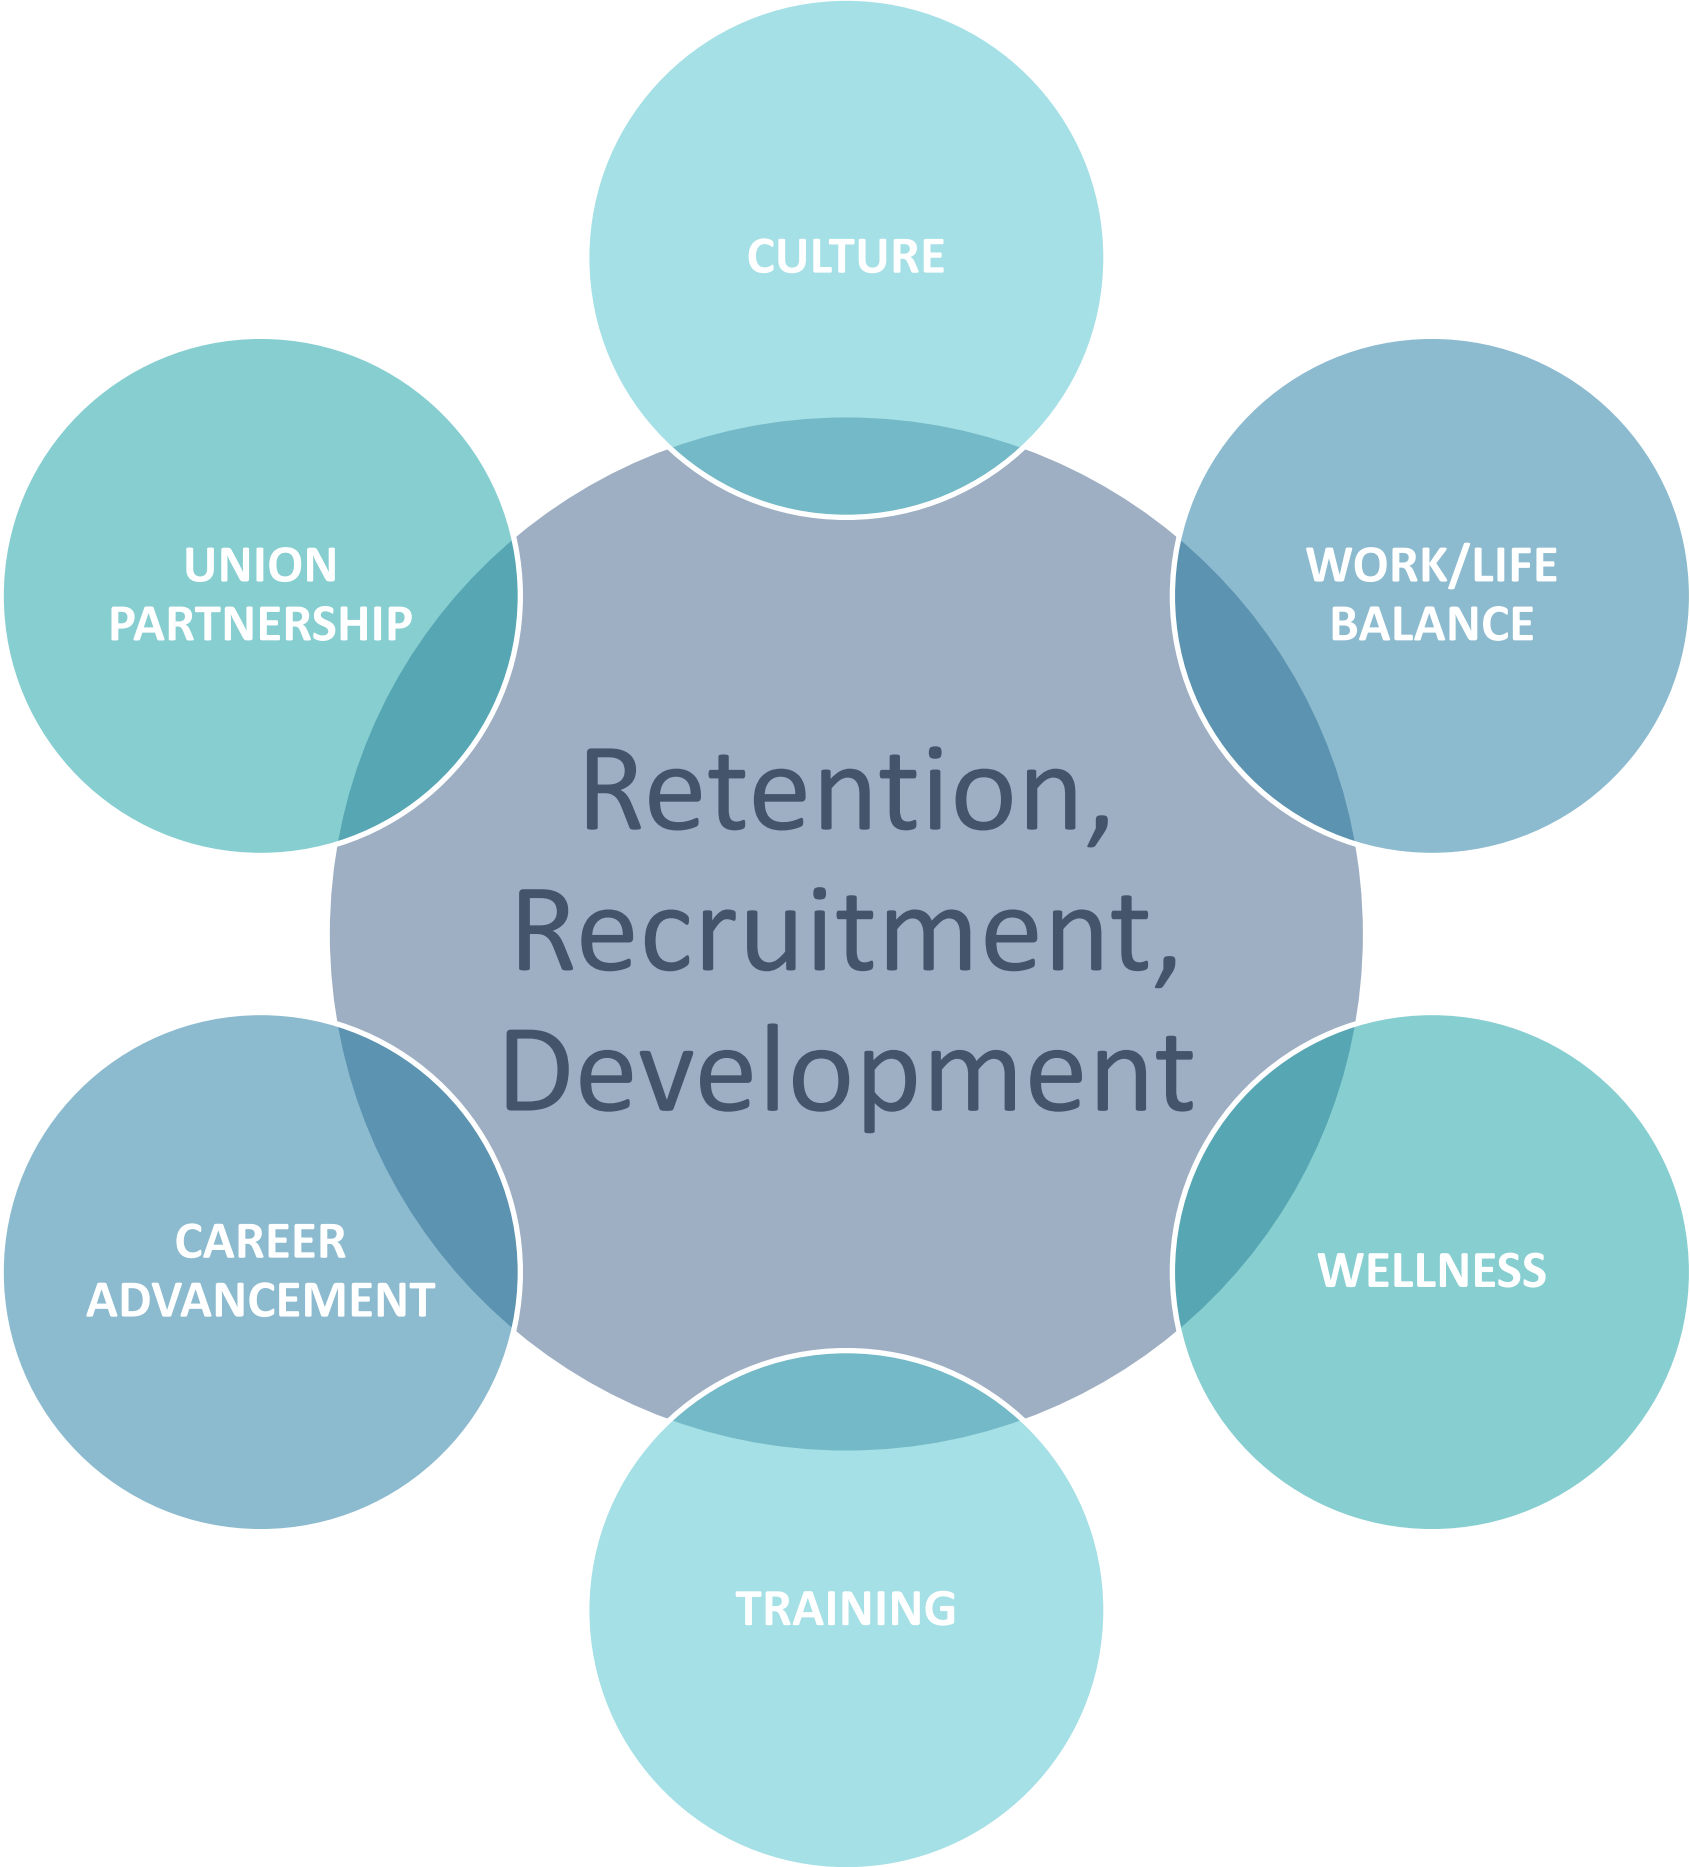 CULTURE
UNION
PARTNERSHIP
WORK/LIFE
BALANCE
Retention,
Recruitment,
Development
CAREER
ADVANCEMENT
WELLNESS
TRAINING